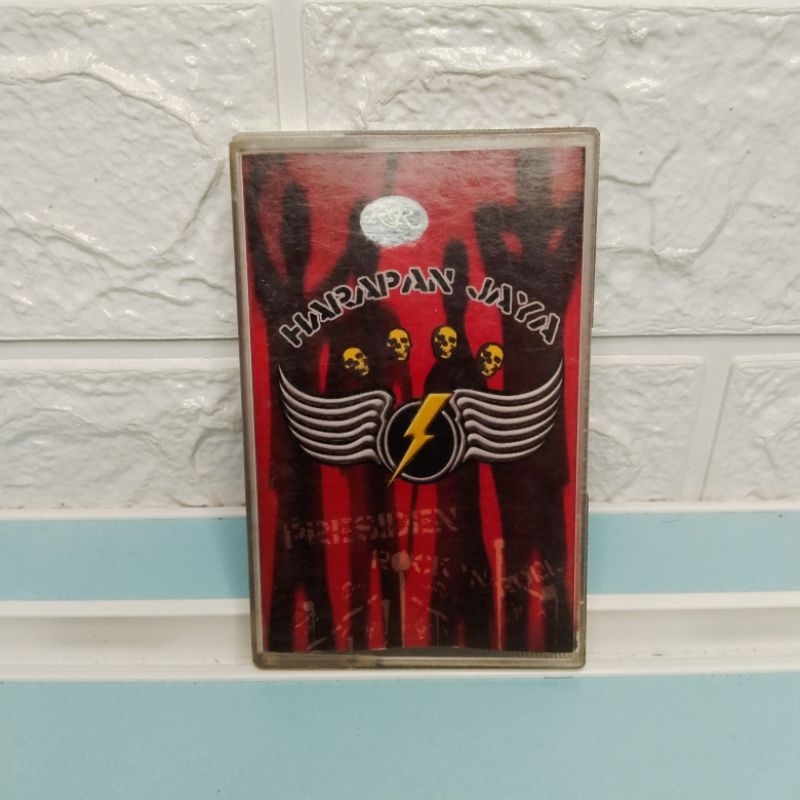 HARAPAN JAYA
PRESIDEN
ROCK 'N ROLL